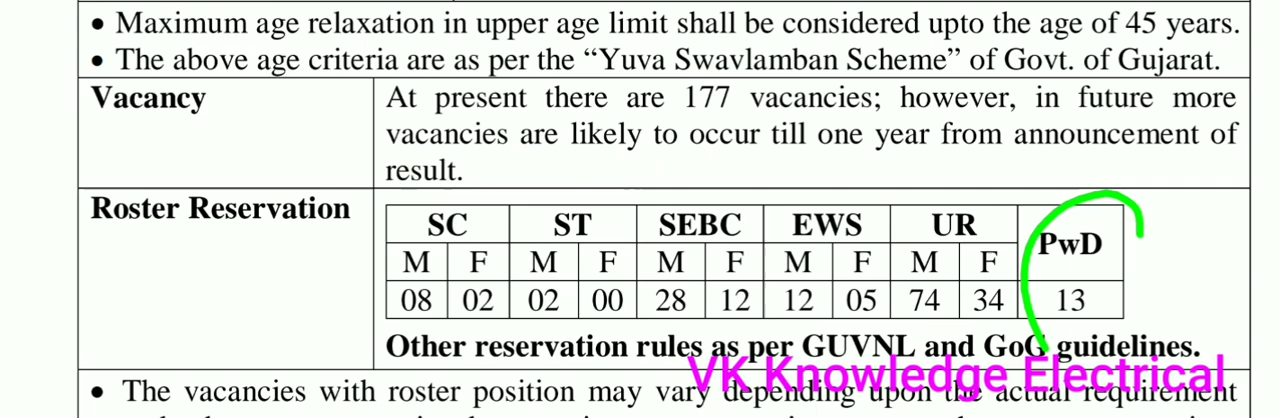 • Maximum age relaxation in upper age limit shall be considered upto the age of 45 years.
• The above age criteria are as per the “Yuva Swavlamban Scheme” of Govt. of Gujarat.
Vacancy At present there are 177 vacancies; however, in future more
vacancies are likely to occur till one year from announcement of
result.
Roster Reservation
SC ST SEBC EWS UR PwD
M F M F M F M F M F
08 02 02 00 28 12 12 05 74 34 13
Other reservation rules as per GUVNL and GoG guidelines.
VK Knowledge Electrical
• The vacancies with roster position may vary depending upon the actual requirement